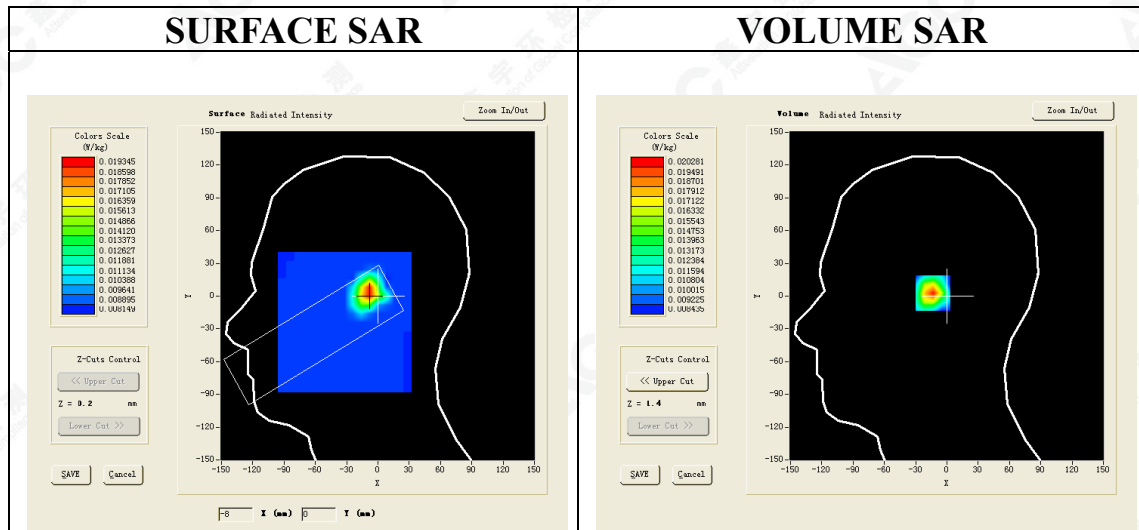 SURFACE SAR
VOLUME SAR
Surface Radiated Intensity
Zoom In/Out
Colors Scale
(W/kg)
0.019345
0.018598
0.017852
0.017105
0.016359
0.015613
0.014866
0.014120
0.013373
0.012627
0.011881
0.011134
0.010388
0.009641
0.008895
0.008149
Z-Cuts Control
<< Upper Cut
Z = 0.2 mm
Lower Cut >>
SAVE Cancel
150
120
90
60
30
0
-30
-60
-90
-120
-150
Y
-150 -120 -90 -60 -30 0 30 60 90 120 150
X
-8 X (mm) 0 Y (mm)
Volume Radiated Intensity
Zoom In/Out
Colors Scale
(W/kg)
0.020281
0.019491
0.018701
0.017912
0.017122
0.016332
0.015543
0.014753
0.013963
0.013173
0.012384
0.011594
0.010804
0.010015
0.009225
0.008435
Z-Cuts Control
<< Upper Cut
Z = 1.4 mm
Lower Cut >>
SAVE Cancel
150
120
90
60
30
0
-30
-60
-90
-120
-150
Y
-150 -120 -90 -60 -30 0 30 60 90 120 150
X